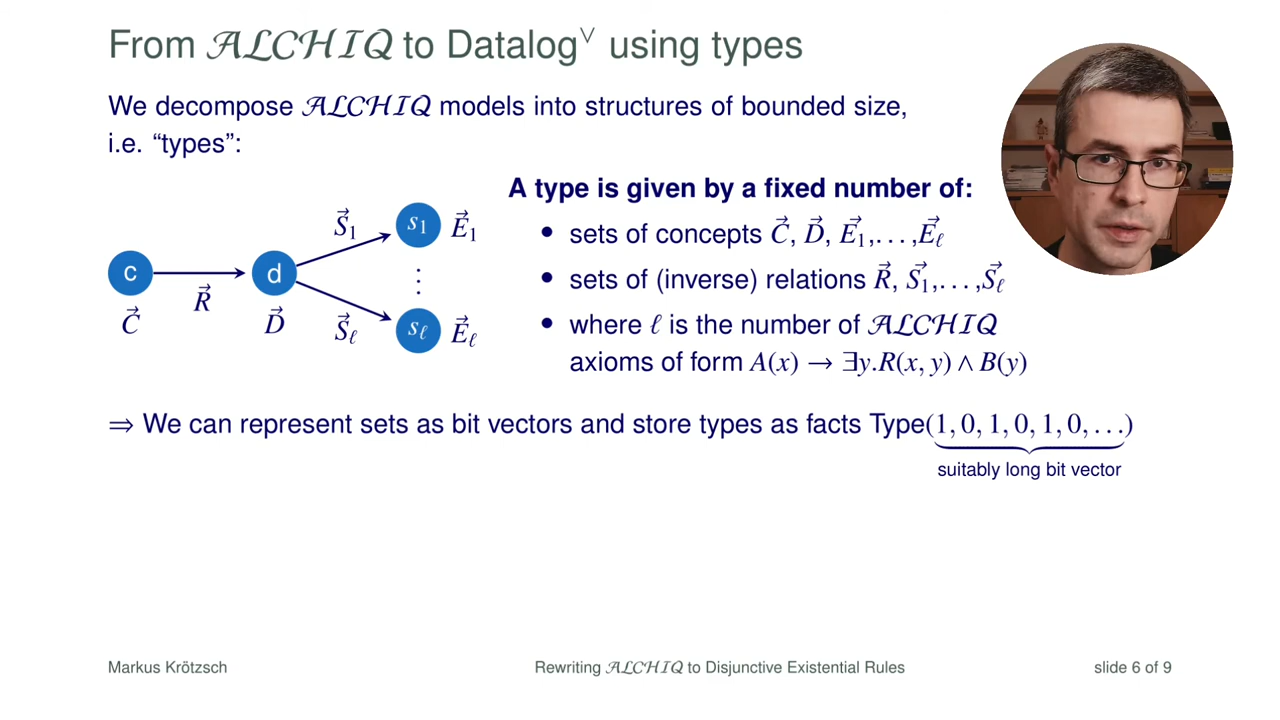 From 𝒜ℒ𝒞ℋℐ𝒬 to Datalog^∨ using types
We decompose 𝒜ℒ𝒞ℋℐ𝒬 models into structures of bounded size,
i.e. “types”:
A type is given by a fixed number of:
• sets of concepts C⃗, D⃗, E⃗₁,…,E⃗ℓ
• sets of (inverse) relations R⃗, S⃗₁,…,S⃗ℓ
• where ℓ is the number of 𝒜ℒ𝒞ℋℐ𝒬
axioms of form A(x) → ∃y.R(x, y) ∧ B(y)
S⃗₁ s₁ E⃗₁
c R⃗ d ⋮
C⃗ D⃗ S⃗ℓ sℓ E⃗ℓ
⇒ We can represent sets as bit vectors and store types as facts Type(1, 0, 1, 0, 1, 0, …)
suitably long bit vector
Markus Krötzsch Rewriting 𝒜ℒ𝒞ℋℐ𝒬 to Disjunctive Existential Rules slide 6 of 9